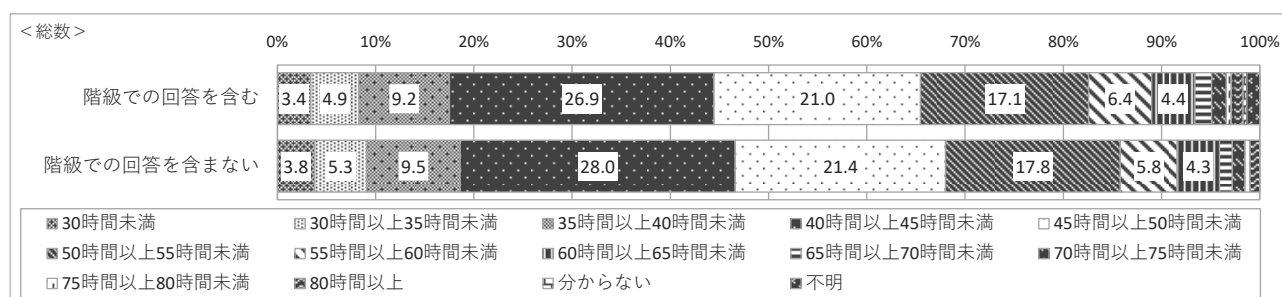 ＜総数＞
0% 10% 20% 30% 40% 50% 60% 70% 80% 90% 100%
階級での回答を含む 3.4 4.9 9.2 26.9 21.0 17.1 6.4 4.4
階級での回答を含まない 3.8 5.3 9.5 28.0 21.4 17.8 5.8 4.3
30時間未満 30時間以上35時間未満 35時間以上40時間未満 40時間以上45時間未満 45時間以上50時間未満
50時間以上55時間未満 55時間以上60時間未満 60時間以上65時間未満 65時間以上70時間未満 70時間以上75時間未満
75時間以上80時間未満 80時間以上 分からない 不明